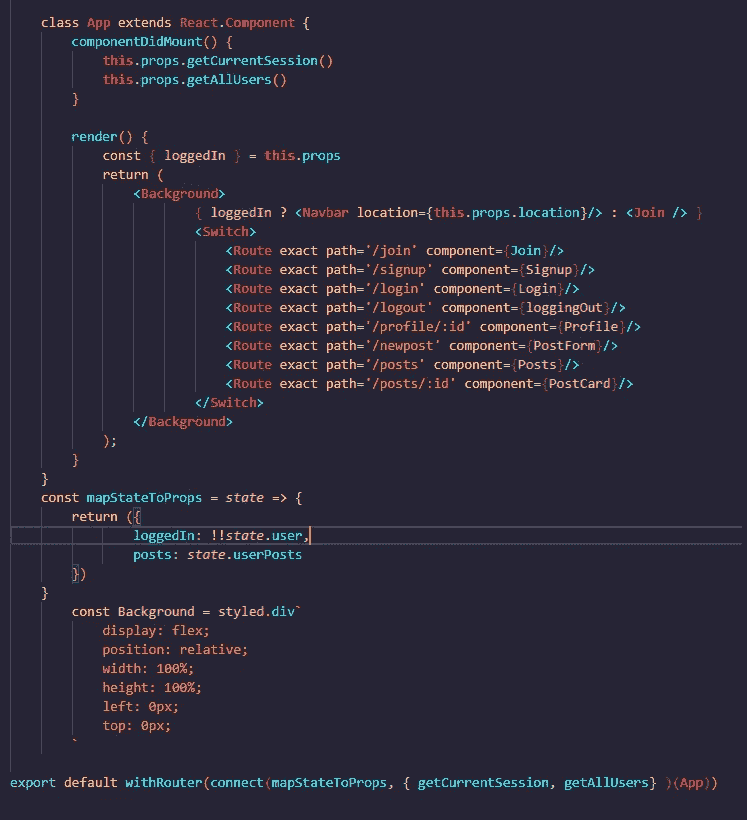 class App extends React.Component {
componentDidMount() {
this.props.getCurrentSession()
this.props.getAllUsers()
}
render() {
const { loggedIn } = this.props
return (
<Background>
{ loggedIn ? <Navbar location={this.props.location}/> : <Join /> }
<Switch>
<Route exact path='/join' component={Join}/>
<Route exact path='/signup' component={Signup}/>
<Route exact path='/login' component={Login}/>
<Route exact path='/logout' component={loggingOut}/>
<Route exact path='/profile/:id' component={Profile}/>
<Route exact path='/newpost' component={PostForm}/>
<Route exact path='/posts' component={Posts}/>
<Route exact path='/posts/:id' component={PostCard}/>
</Switch>
</Background>
);
}
}
const mapStateToProps = state => {
return ({
loggedIn: !!state.user,
posts: state.userPosts
})
}
const Background = styled.div`
display: flex;
position: relative;
width: 100%;
height: 100%;
left: 0px;
top: 0px;
`
export default withRouter(connect(mapStateToProps, { getCurrentSession, getAllUsers} )(App))